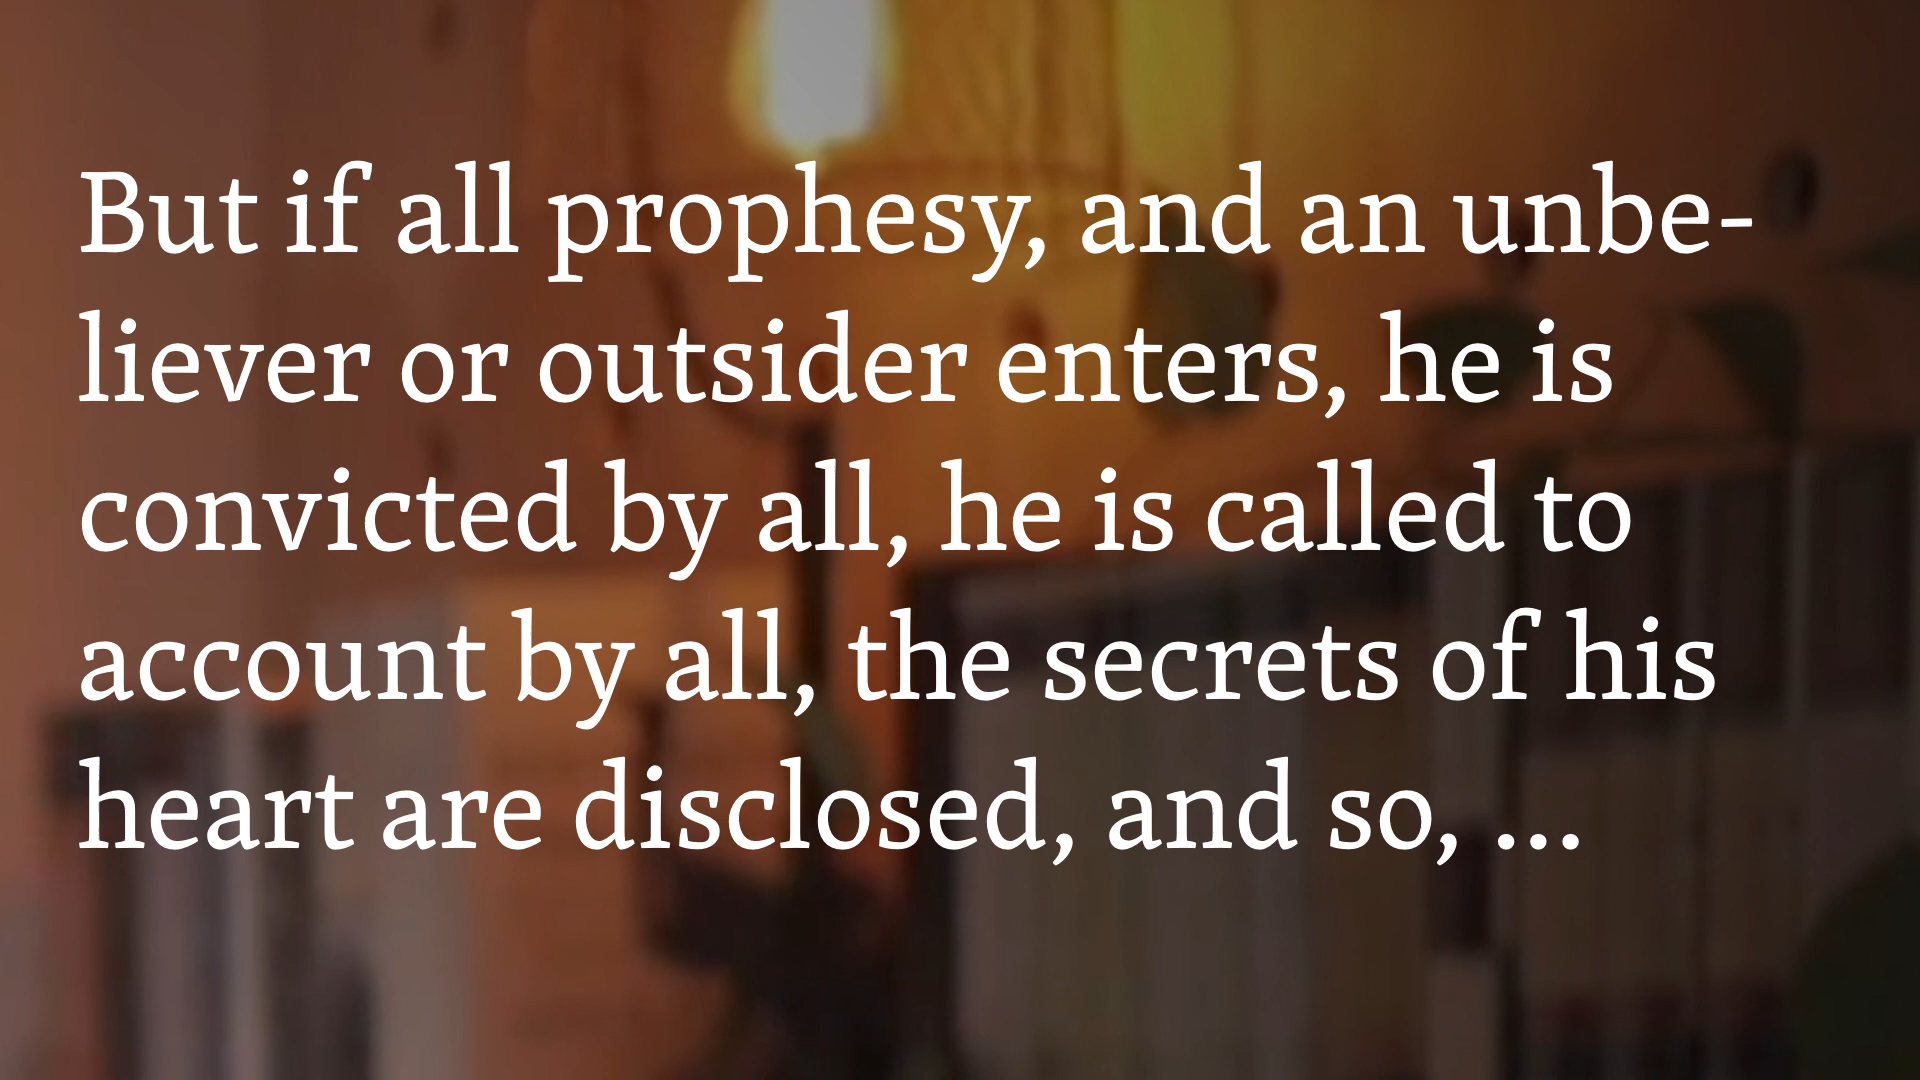 But if all prophesy, and an unbe-
liever or outsider enters, he is
convicted by all, he is called to
account by all, the secrets of his
heart are disclosed, and so, ...